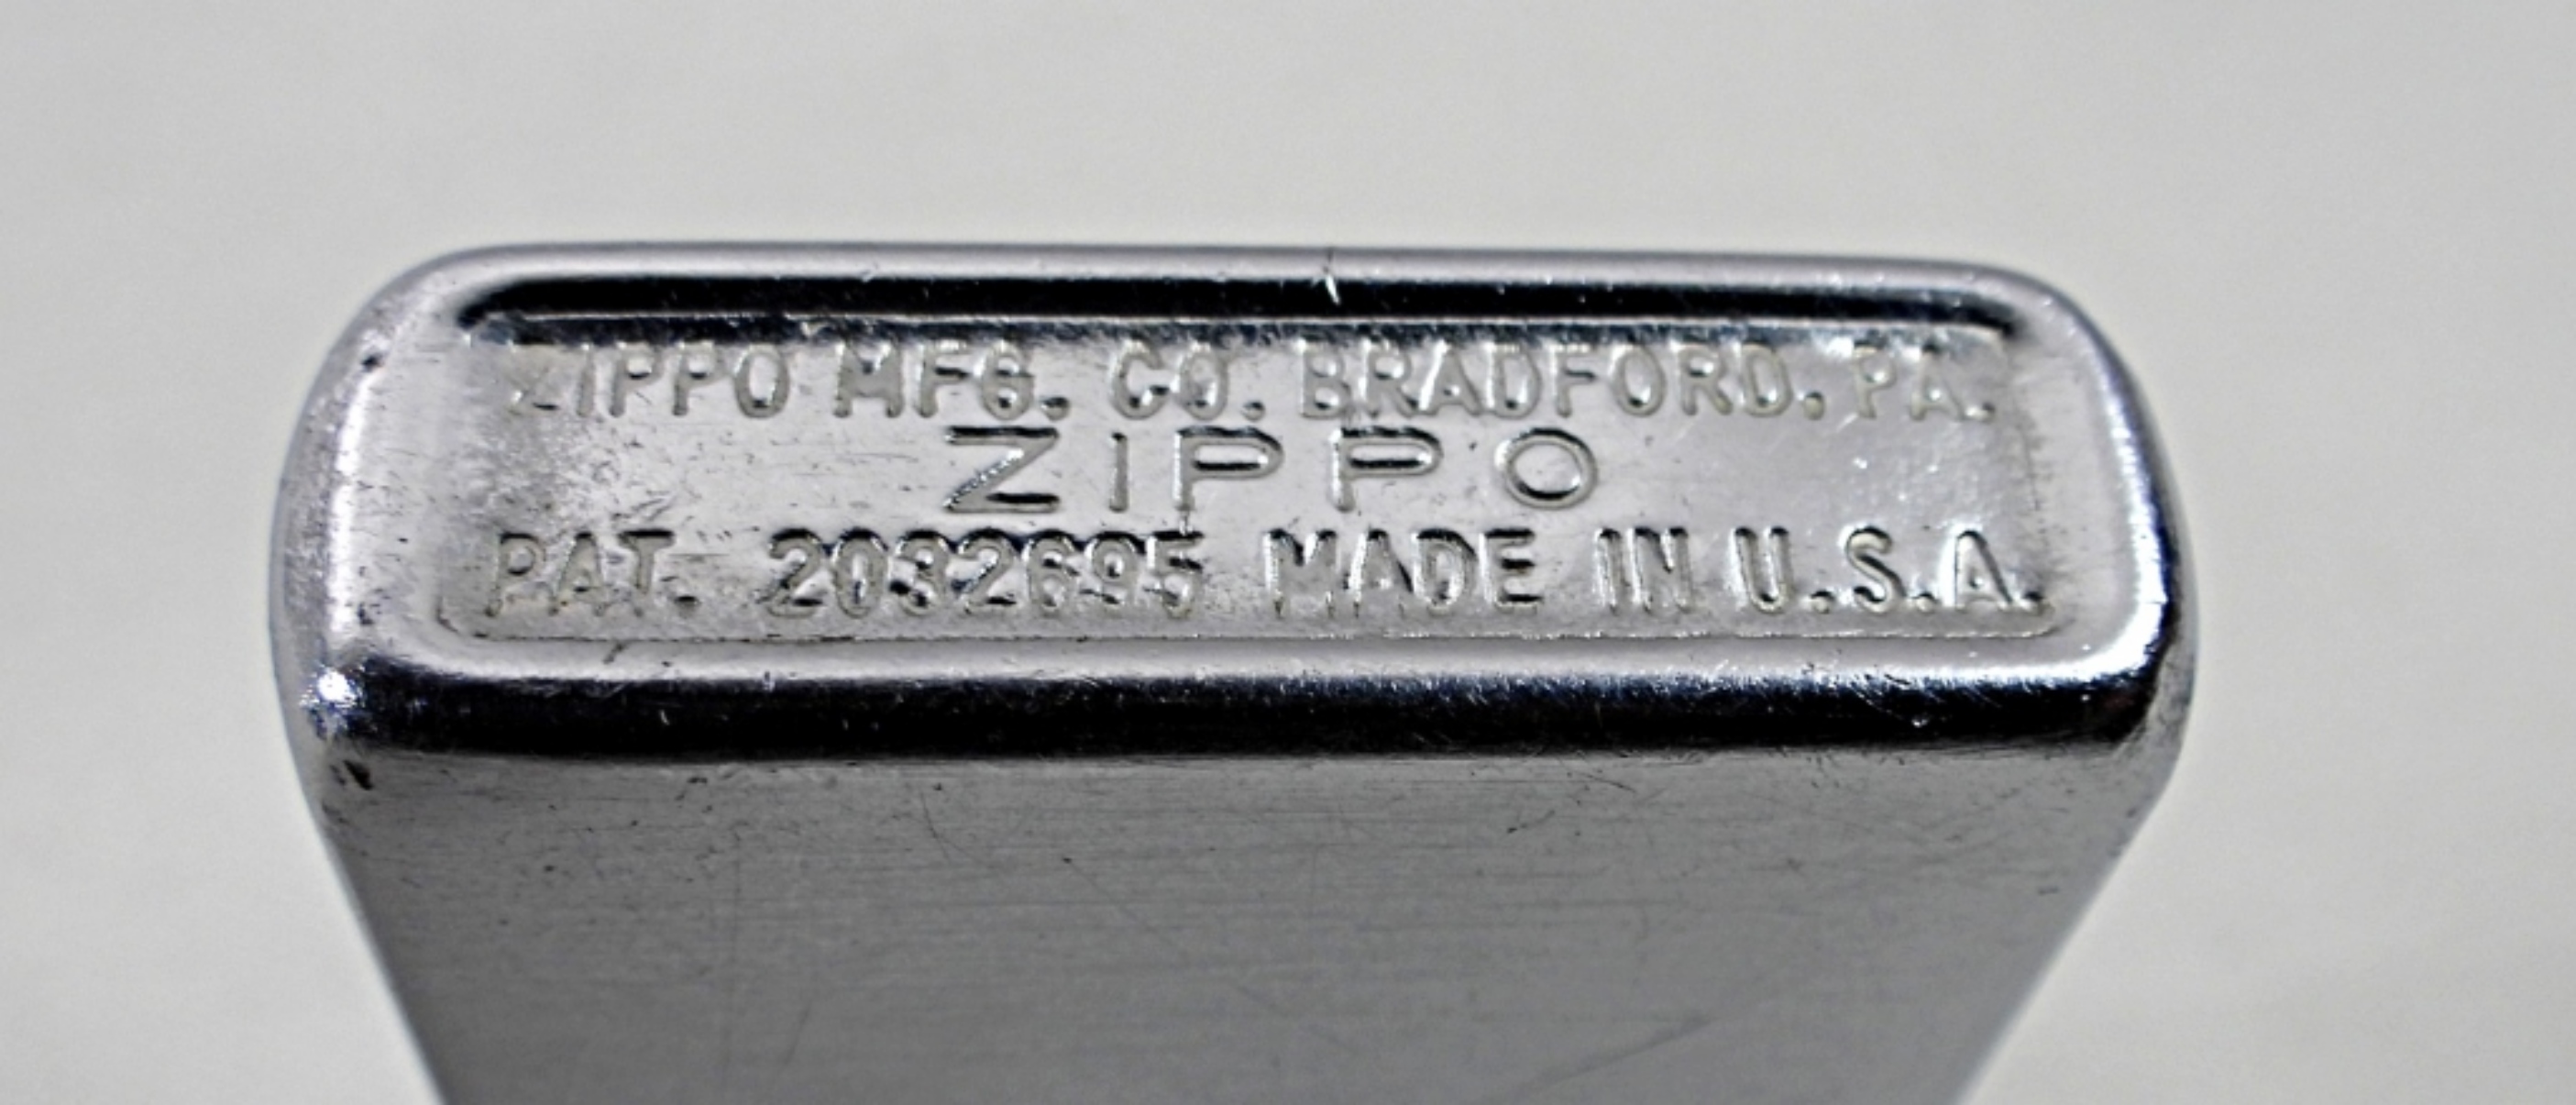 ZIPPO MFG. CO. BRADFORD. PA.
ZIPPO
PAT. 2032695 MADE IN U.S.A.